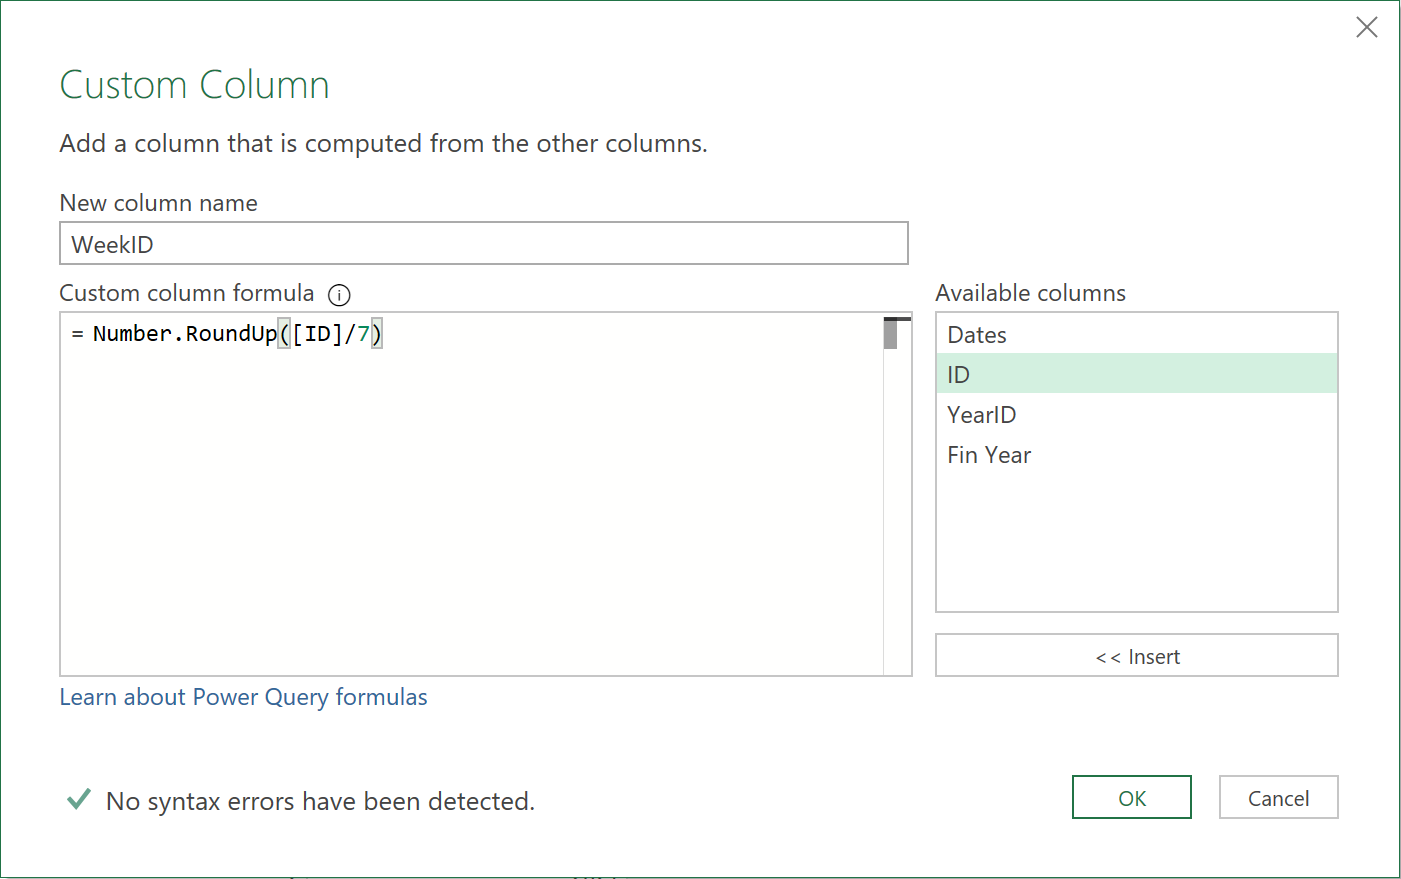 Custom Column
Add a column that is computed from the other columns.
New column name
WeekID
Custom column formula
= Number.RoundUp([ID]/7)
Available columns
Dates
ID
YearID
Fin Year
<< Insert
Learn about Power Query formulas
No syntax errors have been detected.
OK
Cancel